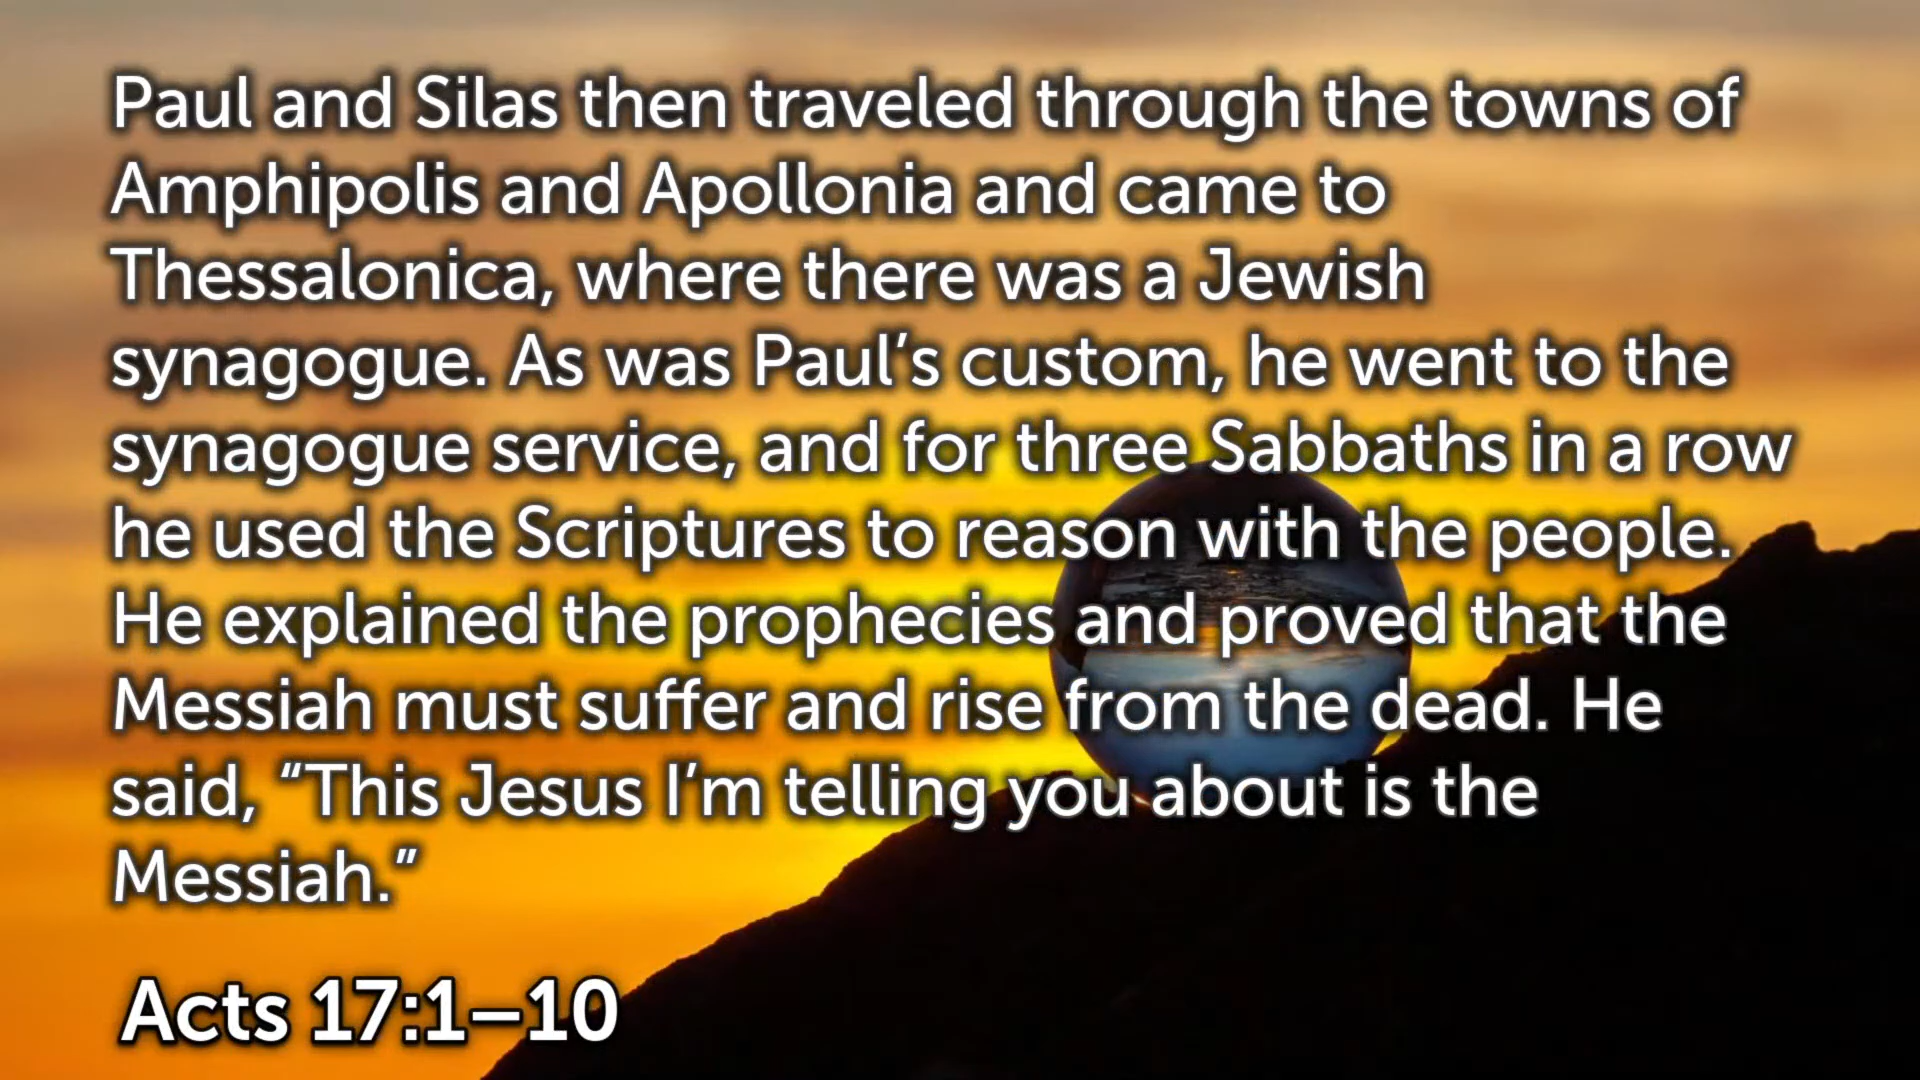 Paul and Silas then traveled through the towns of
Amphipolis and Apollonia and came to
Thessalonica, where there was a Jewish
synagogue. As was Paul’s custom, he went to the
synagogue service, and for three Sabbaths in a row
he used the Scriptures to reason with the people.
He explained the prophecies and proved that the
Messiah must suffer and rise from the dead. He
said, “This Jesus I’m telling you about is the
Messiah.”
Acts 17:1–10